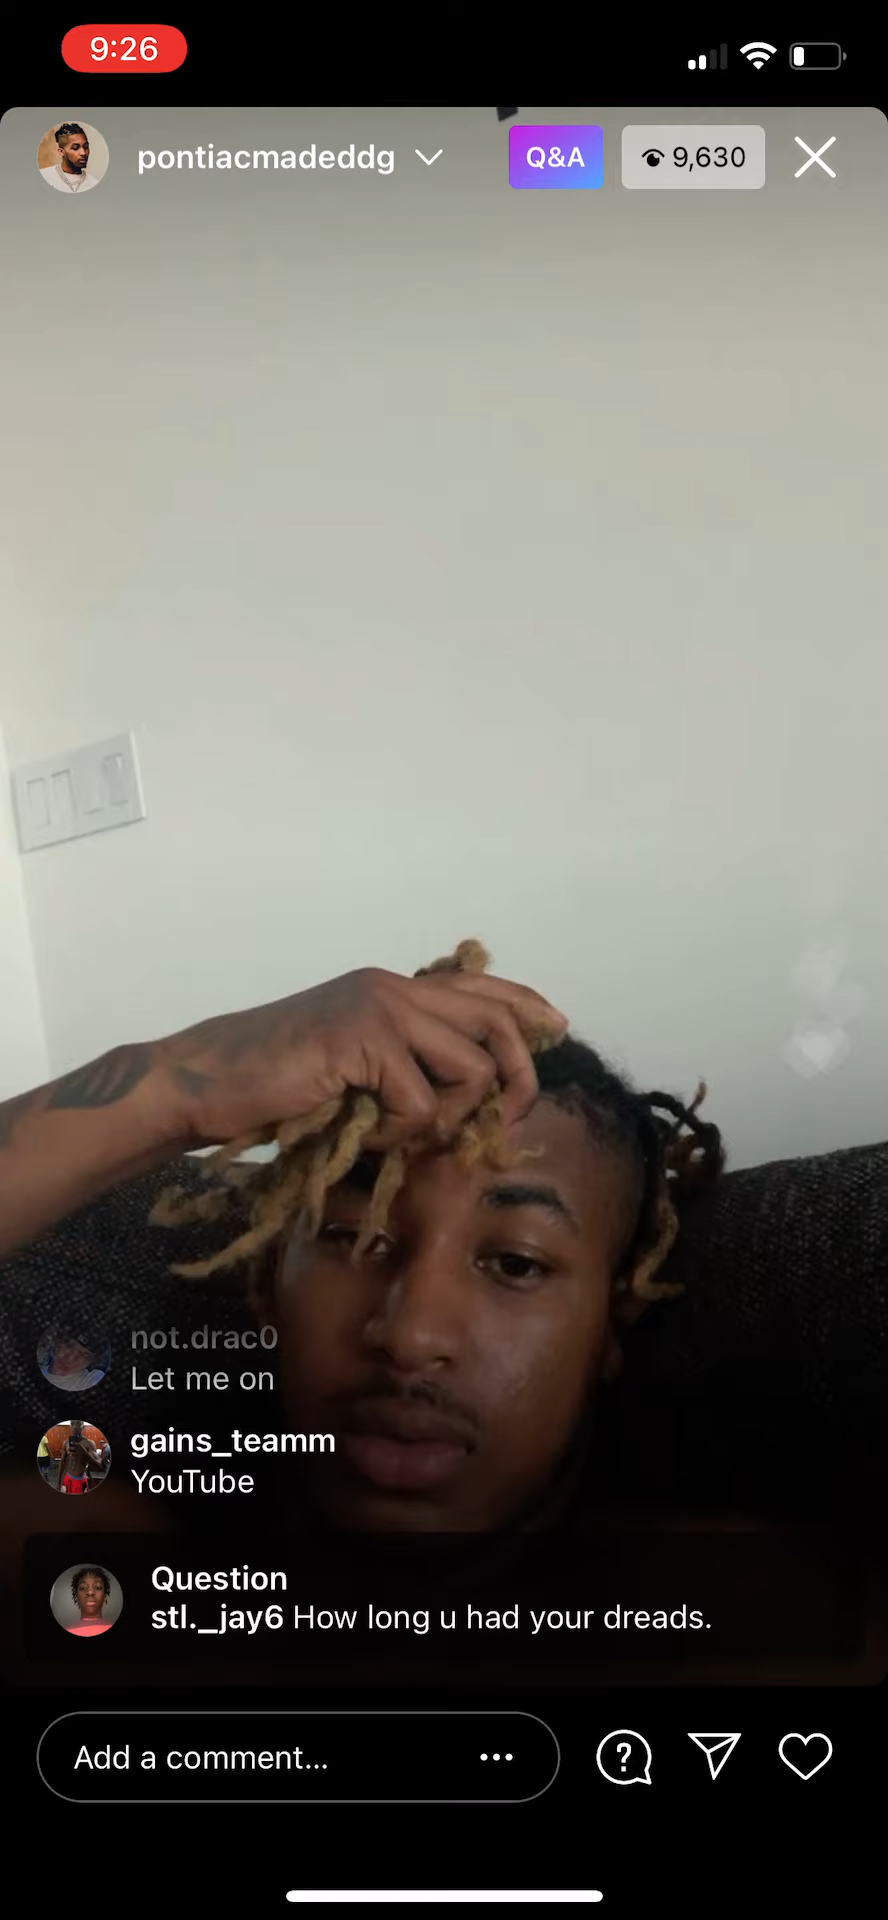 9:26
pontiacmadeddg
Q&A
9,630
not.drac0
Let me on
gains_teamm
YouTube
Question
stl._jay6 How long u had your dreads.
Add a comment...